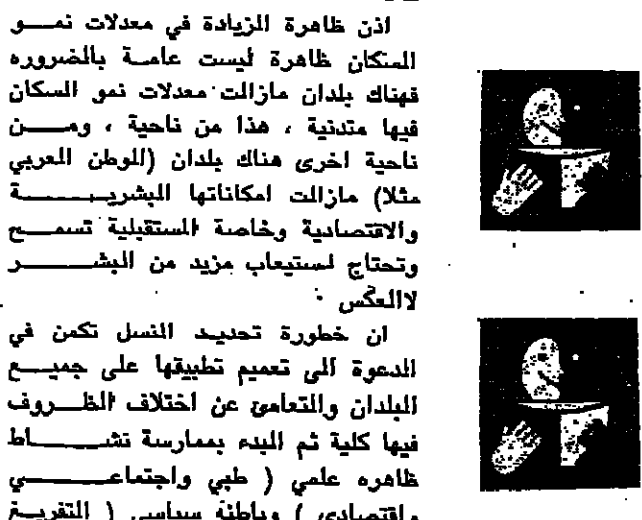 اذن ظاهرة الزيادة في معدلات نمو
السكان ظاهرة ليست عامة بالضروره
فهناك بلدان مازالت معدلات نمو السكان
فيها متدنية ، هذا من ناحية ، ومن
ناحية اخرى هناك بلدان (الوطن العربي
مثلا) مازالت امكاناتها البشرية
والاقتصادية وخاصة المستقبلية تسمح
وتحتاج لستيعاب مزيد من البشر
لاالعكس .
ان خطورة تحديد النسل تكمن في
الدعوة الى تعميم تطبيقها على جميع
البلدان والتعامي عن اختلاف الظروف
فيها كلية ثم البدء بممارسة نشاط
ظاهره علمي ( طبي واجتماعي
واقتصادي ) وباطنه سياسي ( التفرقة